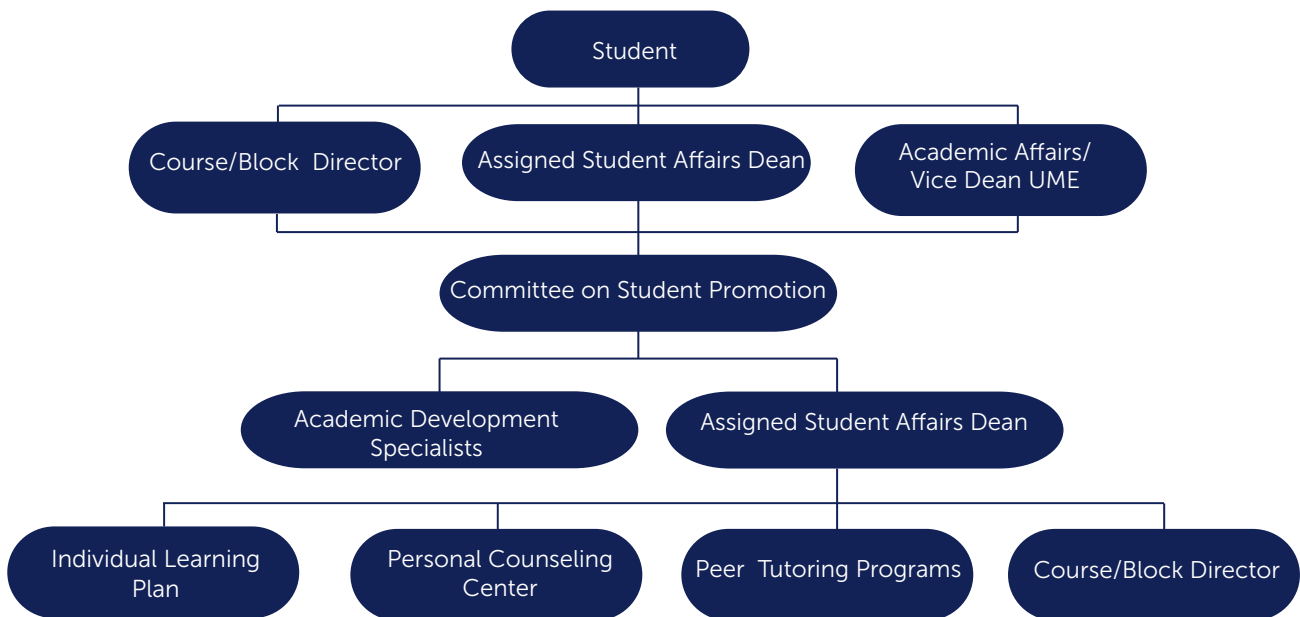 Student
Course/Block Director
Assigned Student Affairs Dean
Academic Affairs/
Vice Dean UME
Committee on Student Promotion
Academic Development
Specialists
Assigned Student Affairs Dean
Individual Learning
Plan
Personal Counseling
Center
Peer Tutoring Programs
Course/Block Director